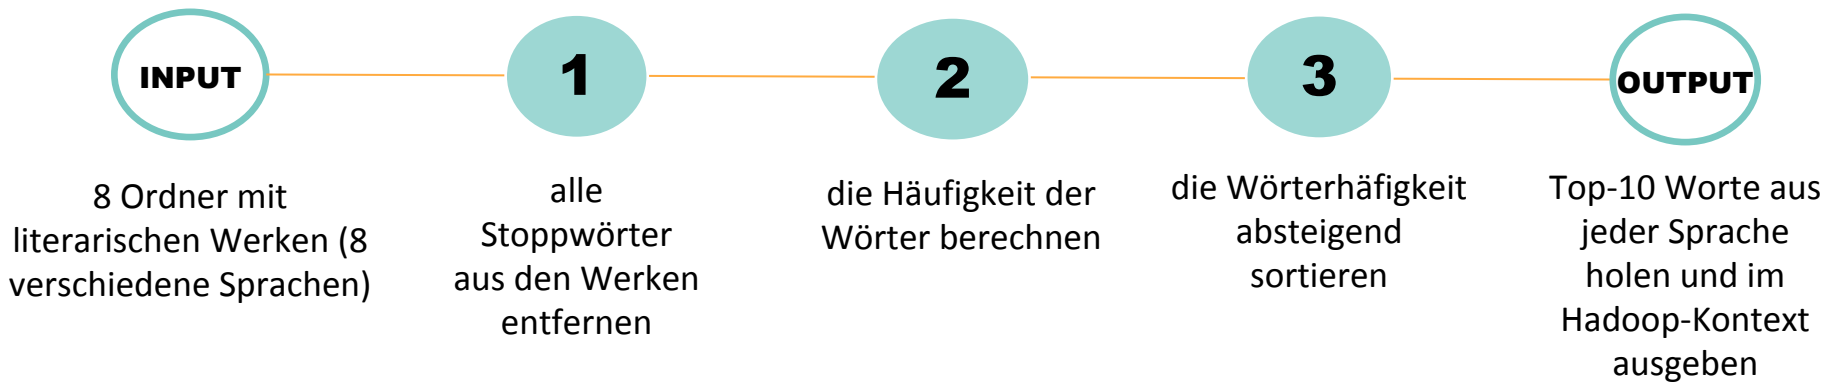 INPUT
8 Ordner mit
literarischen Werken (8
verschiedene Sprachen)
1
alle
Stoppwörter
aus den Werken
entfernen
2
die Häufigkeit der
Wörter berechnen
3
die Wörterhäfigkeit
absteigend
sortieren
OUTPUT
Top-10 Worte aus
jeder Sprache
holen und im
Hadoop-Kontext
ausgeben